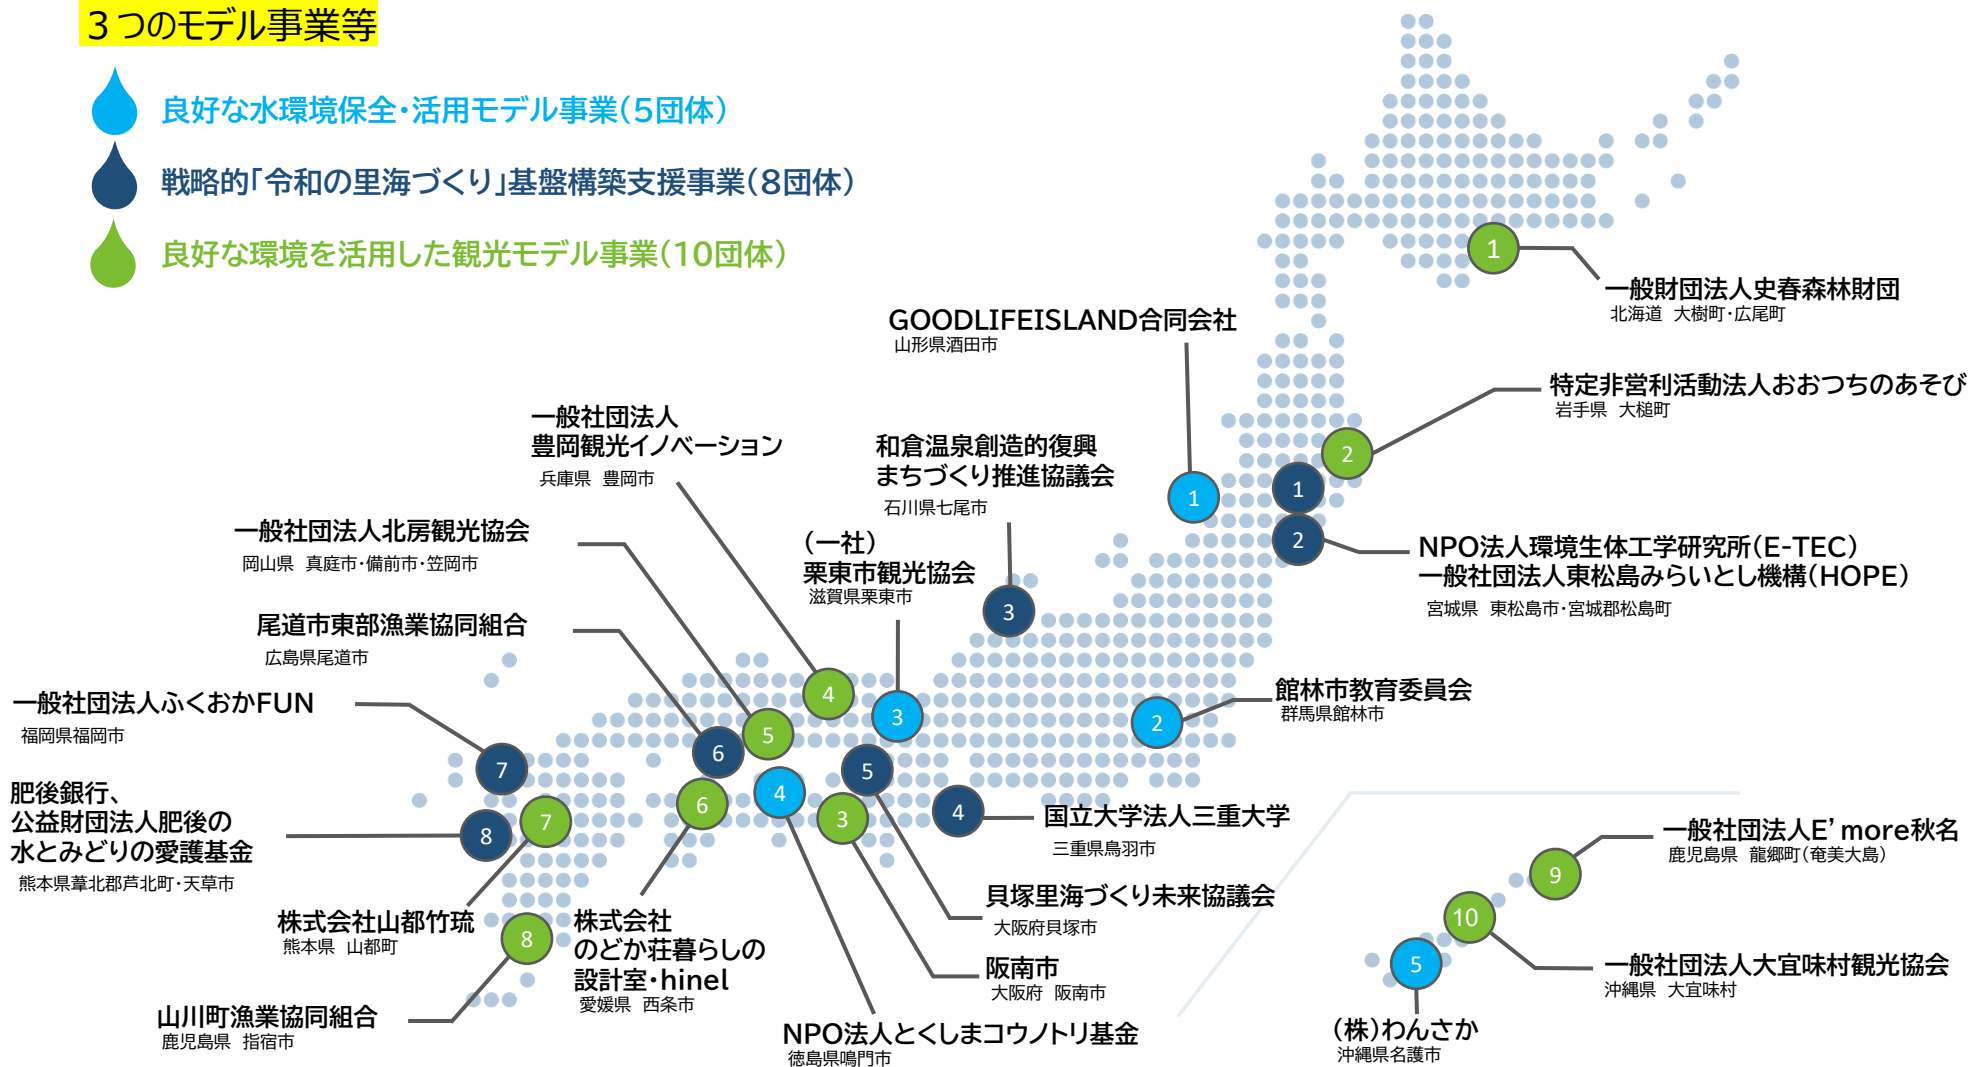 ３つのモデル事業等
良好な水環境保全・活用モデル事業（5団体）
戦略的「令和の里海づくり」基盤構築支援事業（8団体）
良好な環境を活用した観光モデル事業（10団体）
1
一般財団法人史春森林財団
北海道 大樹町・広尾町
GOODLIFEISLAND合同会社
山形県酒田市
1
特定非営利活動法人おおつちのあそび
岩手県 大槌町
2
1
2
NPO法人環境生体工学研究所（E-TEC）
一般社団法人東松島みらいとし機構（HOPE）
宮城県 東松島市・宮城郡松島町
一般社団法人
豊岡観光イノベーション
兵庫県 豊岡市
4
和倉温泉創造的復興
まちづくり推進協議会
石川県七尾市
3
（一社）
栗東市観光協会
滋賀県栗東市
3
一般社団法人北房観光協会
岡山県 真庭市・備前市・笠岡市
5
尾道市東部漁業協同組合
広島県尾道市
6
館林市教育委員会
群馬県館林市
2
一般社団法人ふくおかFUN
福岡県福岡市
7
肥後銀行、
公益財団法人肥後の
水とみどりの愛護基金
熊本県葦北郡芦北町・天草市
8
7
6
4
3
5
4
国立大学法人三重大学
三重県鳥羽市
貝塚里海づくり未来協議会
大阪府貝塚市
阪南市
大阪府 阪南市
株式会社山都竹琉
熊本県 山都町
株式会社
のどか荘暮らしの
設計室・hinel
愛媛県 西条市
8
山川町漁業協同組合
鹿児島県 指宿市
NPO法人とくしまコウノトリ基金
徳島県鳴門市
一般社団法人E’more秋名
鹿児島県 龍郷町（奄美大島）
9
10
一般社団法人大宜味村観光協会
沖縄県 大宜味村
5
（株）わんさか
沖縄県名護市